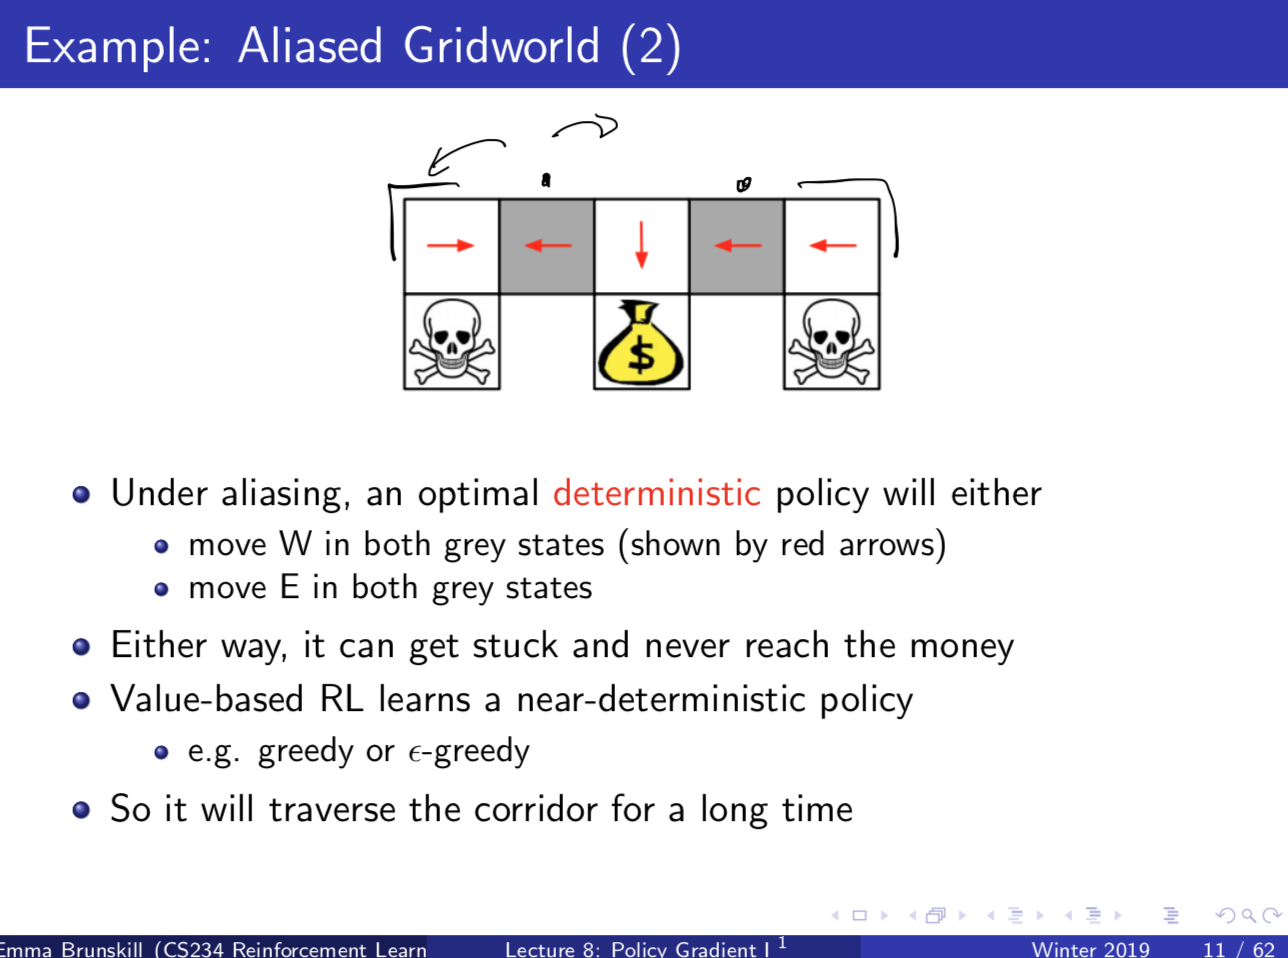 Example: Aliased Gridworld (2)
$
Under aliasing, an optimal deterministic policy will either
move W in both grey states (shown by red arrows)
move E in both grey states
Either way, it can get stuck and never reach the money
Value-based RL learns a near-deterministic policy
e.g. greedy or ϵ-greedy
So it will traverse the corridor for a long time
Emma Brunskill (CS234 Reinforcement Learn Lecture 8: Policy Gradient I 1 Winter 2019 11 / 62